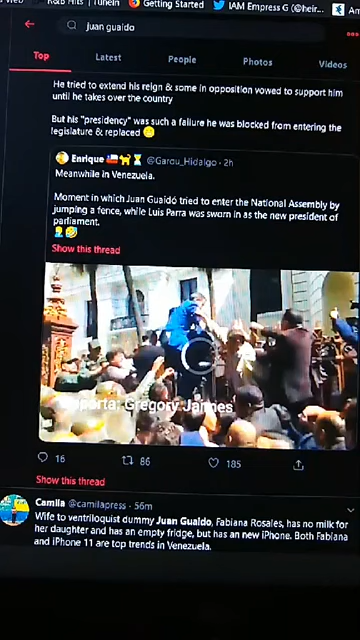 R&B Hits | TuneIn
Getting Started
IAM Empress G (@heir...
juan guaido
Top
Latest
People
Photos
Videos
He tried to extend his reign & some in opposition vowed to support him
until he takes over the country
But his "presidency" was such a failure he was blocked from entering the
legislature & replaced
Enrique @Garou_Hidalgo · 2h
Meanwhile in Venezuela.
Moment in which Juan Guaidó tried to enter the National Assembly by
jumping a fence, while Luis Parra was sworn in as the new president of
parliament.
Show this thread
Gregory Jaimes
16
86
185
Show this thread
Camila @camilapress · 56m
Wife to ventriloquist dummy Juan Guaido, Fabiana Rosales, has no milk for
her daughter and has an empty fridge, but has an new iPhone. Both Fabiana
and iPhone 11 are top trends in Venezuela.